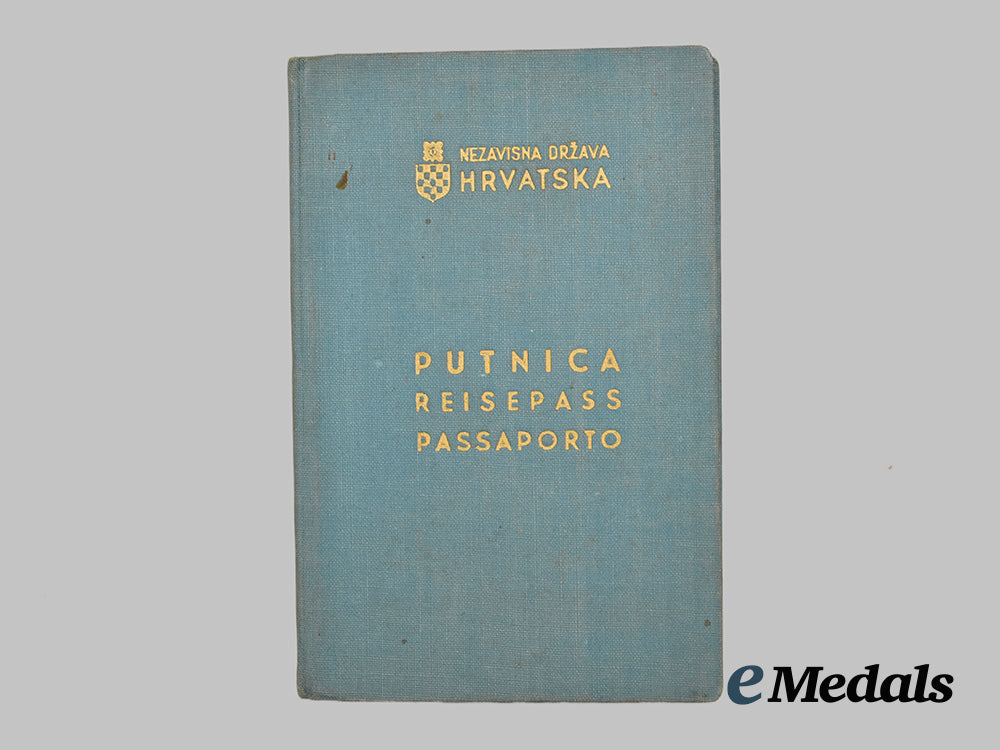 NEZAVISNA DRŽAVA
HRVATSKA
PUTNICA
REISEPASS
PASSAPORTO
eMedals